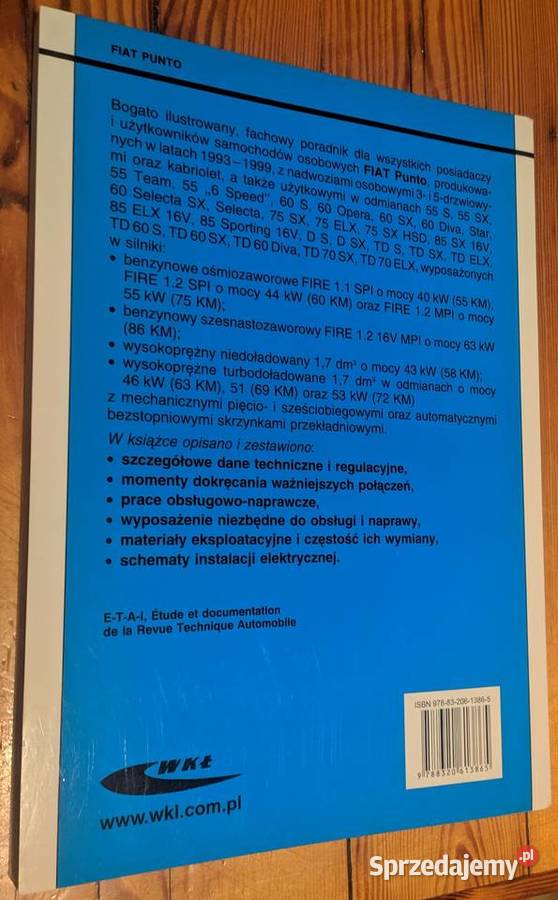 FIAT PUNTO
Bogato ilustrowany, fachowy poradnik dla wszystkich posiadaczy
i użytkowników samochodów osobowych FIAT Punto, produkowa-
nych w latach 1993–1999, z nadwoziami osobowymi 3- i 5-drzwiowy-
mi oraz kabriolet, a także użytkowymi w odmianach 55 S, 55 SX,
55 Team, 55 „6 Speed", 60 S, 60 Opera, 60 SX, 60 Diva, Star,
60 Selecta SX, Selecta, 75 SX, 75 ELX, 75 SX HSD, 85 SX 16V,
85 ELX 16V, 85 Sporting 16V, D S, D SX, TD S, TD SX, TD ELX,
TD 60 S, TD 60 SX, TD 60 Diva, TD 70 SX, TD 70 ELX, wyposażonych
w silniki:
• benzynowe ośmiozaworowe FIRE 1.1 SPI o mocy 40 kW (55 KM),
FIRE 1.2 SPI o mocy 44 kW (60 KM) oraz FIRE 1.2 MPI o mocy
55 kW (75 KM);
• benzynowy szesnastozaworowy FIRE 1.2 16V MPI o mocy 63 kW
(86 KM);
• wysokoprężny niedoładowany 1,7 dm³ o mocy 43 kW (58 KM);
• wysokoprężne turbodoładowane 1,7 dm³ w odmianach o mocy
46 kW (63 KM), 51 (69 KM) oraz 53 kW (72 KM)
z mechanicznymi pięcio- i sześciobiegowymi oraz automatycznymi
bezstopniowymi skrzynkami przekładniowymi.
W książce opisano i zestawiono:
• szczegółowe dane techniczne i regulacyjne,
• momenty dokręcania ważniejszych połączeń,
• prace obsługowo-naprawcze,
• wyposażenie niezbędne do obsługi i naprawy,
• materiały eksploatacyjne i częstość ich wymiany,
• schematy instalacji elektrycznej.
E-T-A-I, Étude et documentation
de la Revue Technique Automobile
ISBN 978-83-206-1386-5
9 788320 613865
WKŁ
www.wkl.com.pl
Sprzedajemy.pl